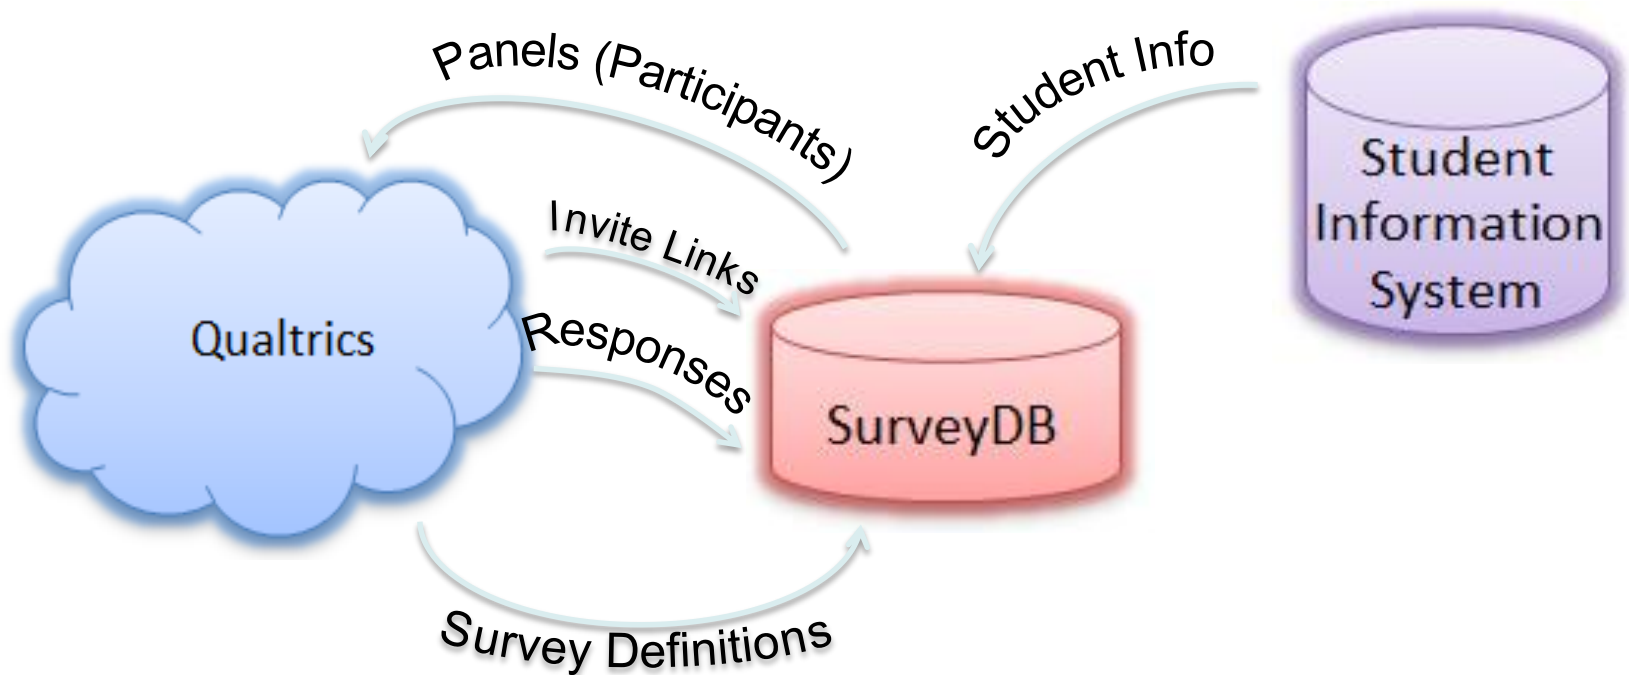 Panels (Participants)
Student Info
Student
Information
System
Invite Links
Responses
Qualtrics
SurveyDB
Survey Definitions